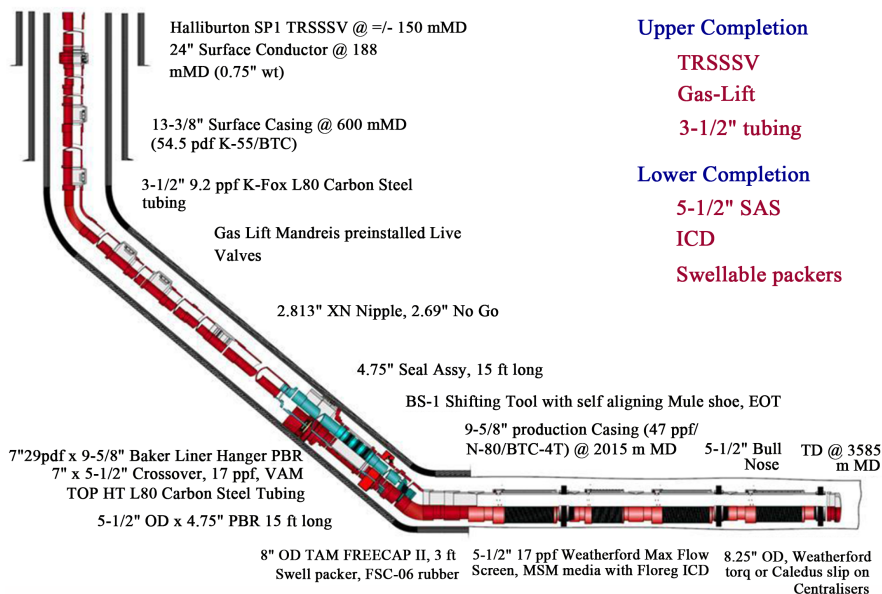 Halliburton SP1 TRSSSV @ =/- 150 mMD
24" Surface Conductor @ 188
mMD (0.75" wt)
13-3/8" Surface Casing @ 600 mMD
(54.5 pdf K-55/BTC)
3-1/2" 9.2 ppf K-Fox L80 Carbon Steel
tubing
Gas Lift Mandreis preinstalled Live
Valves
2.813" XN Nipple, 2.69" No Go
4.75" Seal Assy, 15 ft long
BS-1 Shifting Tool with self aligning Mule shoe, EOT
9-5/8" production Casing (47 ppf/
N-80/BTC-4T) @ 2015 m MD
5-1/2" Bull
Nose
TD @ 3585
m MD
7"29pdf x 9-5/8" Baker Liner Hanger PBR
7" x 5-1/2" Crossover, 17 ppf, VAM
TOP HT L80 Carbon Steel Tubing
5-1/2" OD x 4.75" PBR 15 ft long
8" OD TAM FREECAP II, 3 ft
Swell packer, FSC-06 rubber
5-1/2" 17 ppf Weatherford Max Flow
Screen, MSM media with Floreg ICD
8.25" OD, Weatherford
torq or Caledus slip on
Centralisers
Upper Completion
TRSSSV
Gas-Lift
3-1/2" tubing
Lower Completion
5-1/2" SAS
ICD
Swellable packers